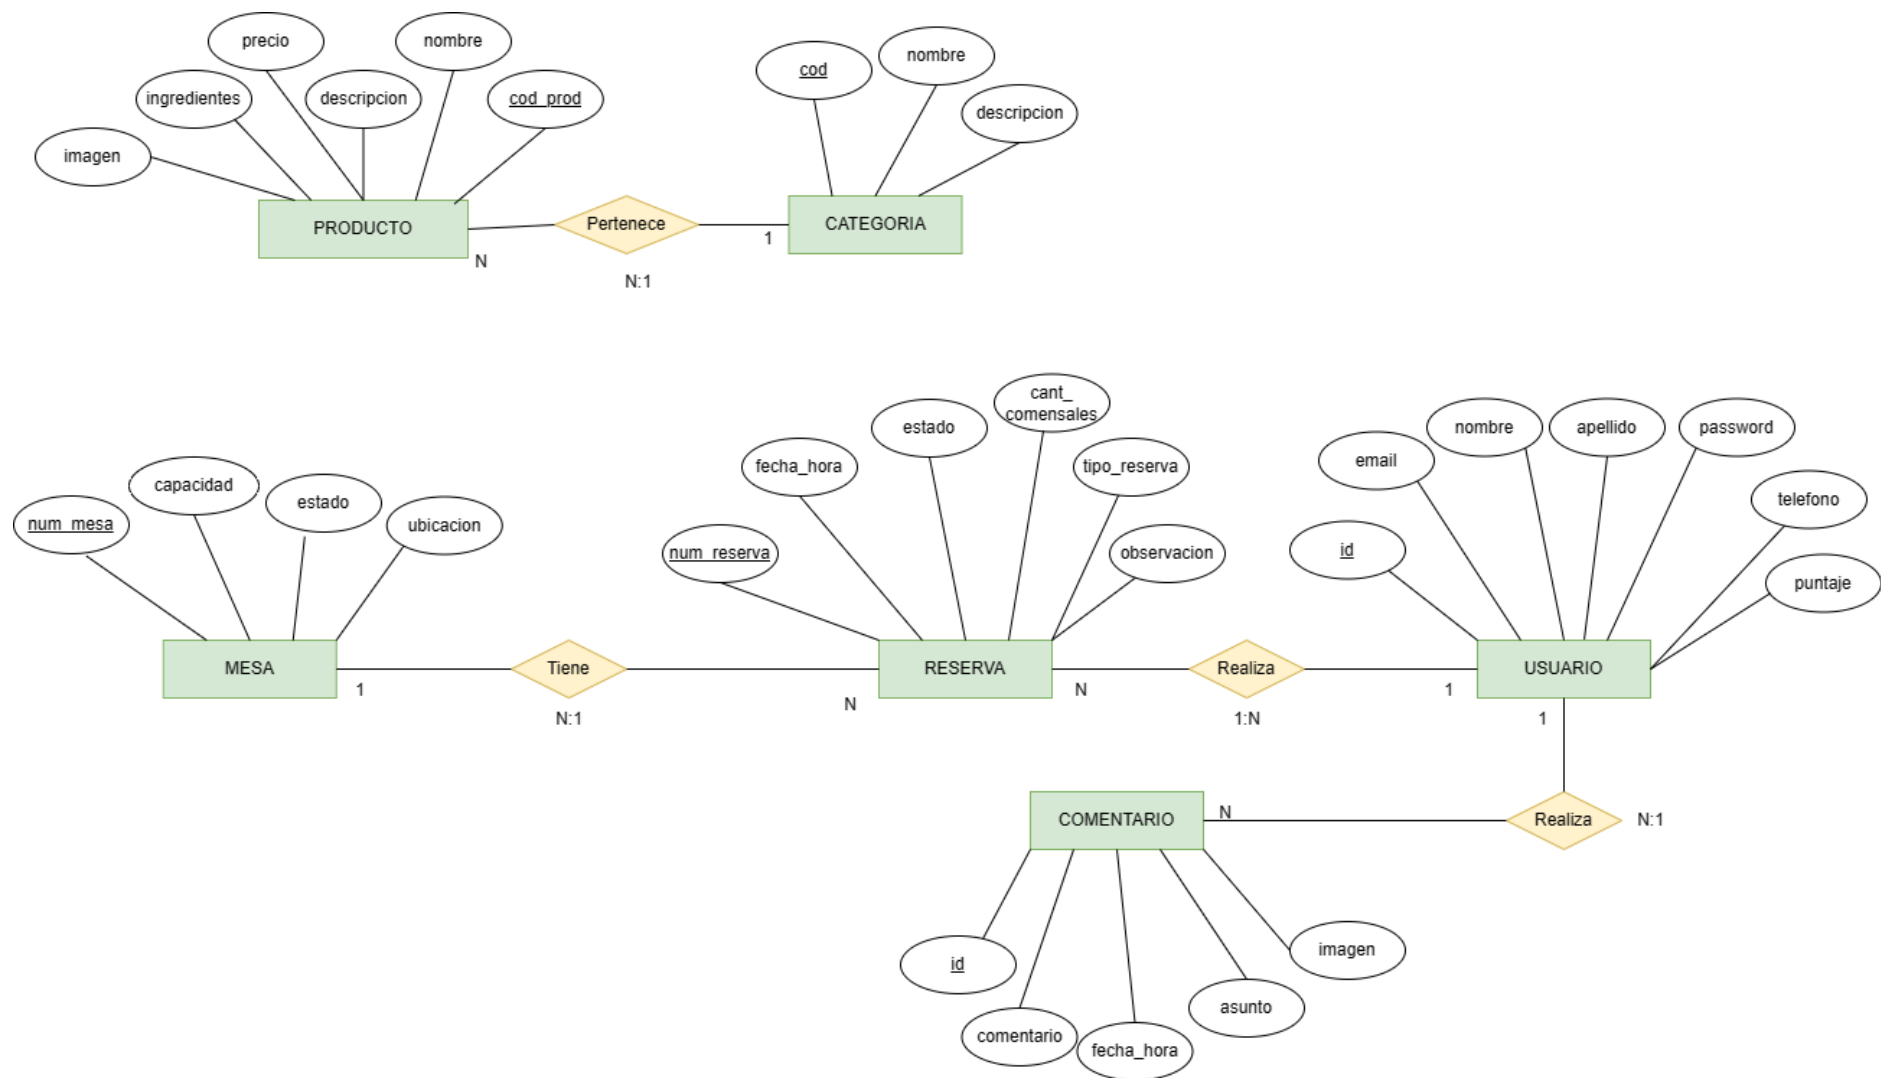 precio
nombre
ingredientes
descripcion
cod_prod
imagen
PRODUCTO
N
Pertenece
N:1
1
CATEGORIA
cod
nombre
descripcion
num_mesa
capacidad
estado
ubicacion
MESA
1
Tiene
N:1
N
num_reserva
fecha_hora
estado
cant_
comensales
tipo_reserva
observacion
RESERVA
N
Realiza
1:N
1
id
email
nombre
apellido
password
telefono
puntaje
USUARIO
1
Realiza
N:1
N
COMENTARIO
id
comentario
fecha_hora
asunto
imagen